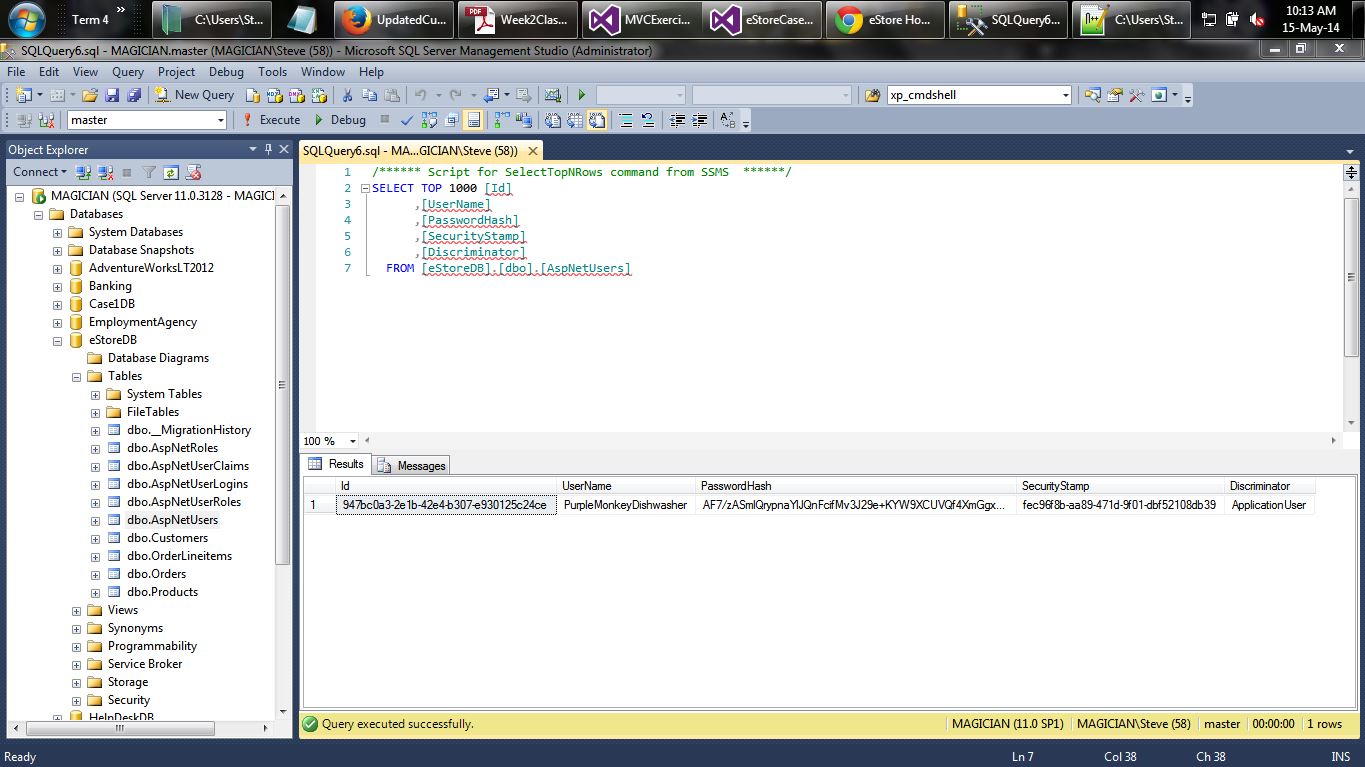 Term 4 » C:\Users\St... UpdatedCu... Week2Clas... MVCExerci... eStoreCase... eStore Ho... SQLQuery6... C:\Users\St... 10:13 AM
15-May-14
SQLQuery6.sql - MAGICIAN.master (MAGICIAN\Steve (58)) - Microsoft SQL Server Management Studio (Administrator)
File Edit View Query Project Debug Tools Window Help
New Query xp_cmdshell
master Execute Debug
Object Explorer
Connect
MAGICIAN (SQL Server 11.0.3128 - MAGICI
Databases
System Databases
Database Snapshots
AdventureWorksLT2012
Banking
Case1DB
EmploymentAgency
eStoreDB
Database Diagrams
Tables
System Tables
FileTables
dbo.__MigrationHistory
dbo.AspNetRoles
dbo.AspNetUserClaims
dbo.AspNetUserLogins
dbo.AspNetUserRoles
dbo.AspNetUsers
dbo.Customers
dbo.OrderLineitems
dbo.Orders
dbo.Products
Views
Synonyms
Programmability
Service Broker
Storage
Security
HelpDeskDB
SQLQuery6.sql - MA...GICIAN\Steve (58))
1 /****** Script for SelectTopNRows command from SSMS ******/
2 SELECT TOP 1000 [Id]
3 ,[UserName]
4 ,[PasswordHash]
5 ,[SecurityStamp]
6 ,[Discriminator]
7 FROM [eStoreDB].[dbo].[AspNetUsers]
100 %
Results Messages
Id UserName PasswordHash SecurityStamp Discriminator
1 947bc0a3-2e1b-42e4-b307-e930125c24ce PurpleMonkeyDishwasher AF7/zASmlQrypnaYlJQnFcifMv3J29e+KYW9XCUVQf4XmGgx... fec96f8b-aa89-471d-9f01-dbf52108db39 ApplicationUser
Query executed successfully. MAGICIAN (11.0 SP1) MAGICIAN\Steve (58) master 00:00:00 1 rows
Ready Ln 7 Col 38 Ch 38 INS